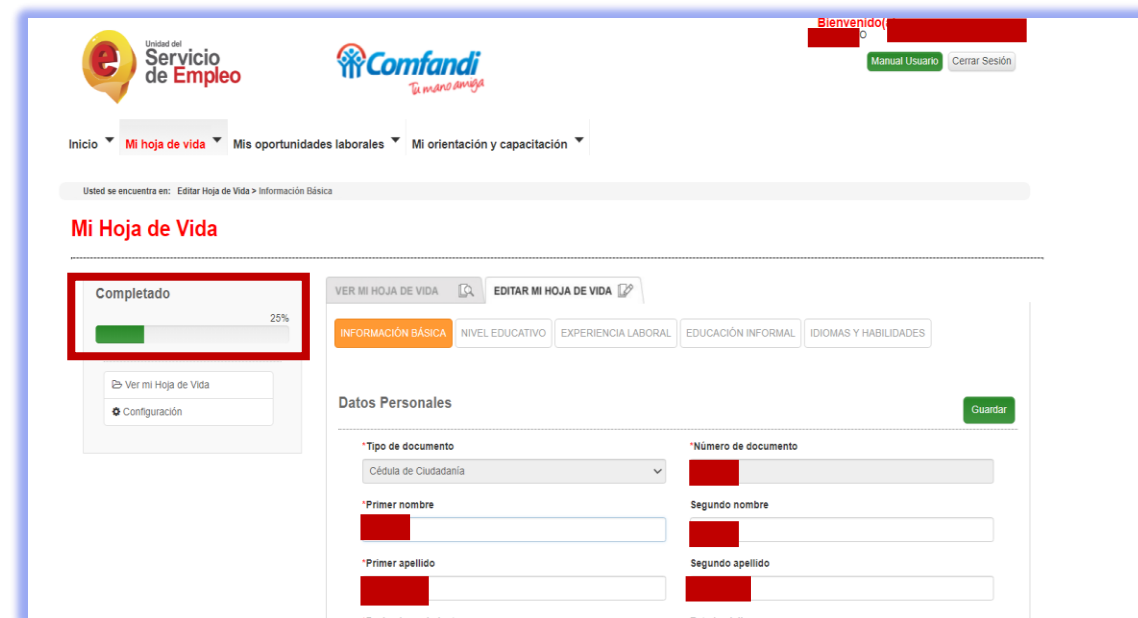 Bienvenido(
o
Unidad del
Servicio
de Empleo
Comfandi
Tu mano amiga
Manual Usuario
Cerrar Sesión
Inicio
Mi hoja de vida
Mis oportunidades laborales
Mi orientación y capacitación
Usted se encuentra en: Editar Hoja de Vida > Información Básica
Mi Hoja de Vida
Completado
25%
Ver mi Hoja de Vida
Configuración
VER MI HOJA DE VIDA
EDITAR MI HOJA DE VIDA
INFORMACIÓN BÁSICA
NIVEL EDUCATIVO
EXPERIENCIA LABORAL
EDUCACIÓN INFORMAL
IDIOMAS Y HABILIDADES
Datos Personales
Guardar
*Tipo de documento
*Número de documento
Cédula de Ciudadanía
*Primer nombre
Segundo nombre
*Primer apellido
Segundo apellido